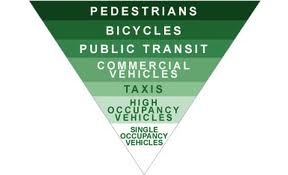 PEDESTRIANS
BICYCLES
PUBLIC TRANSIT
COMMERCIAL
VEHICLES
TAXIS
HIGH
OCCUPANCY
VEHICLES
SINGLE
OCCUPANCY
VEHICLES